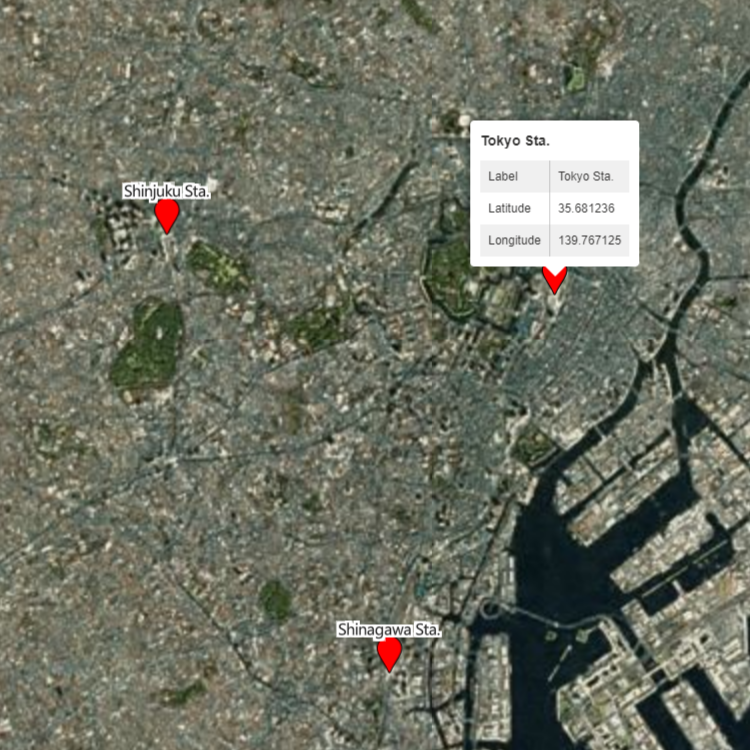 Tokyo Sta.
Label Tokyo Sta.
Latitude 35.681236
Longitude 139.767125
Shinjuku Sta.
Shinagawa Sta.